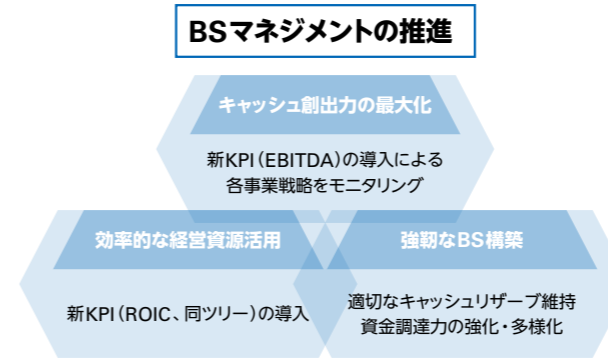 BSマネジメントの推進
キャッシュ創出力の最大化
新KPI(EBITDA)の導入による
各事業戦略をモニタリング
効率的な経営資源活用
新KPI(ROIC、同ツリー)の導入
強靭なBS構築
適切なキャッシュリザーブ維持
資金調達力の強化・多様化